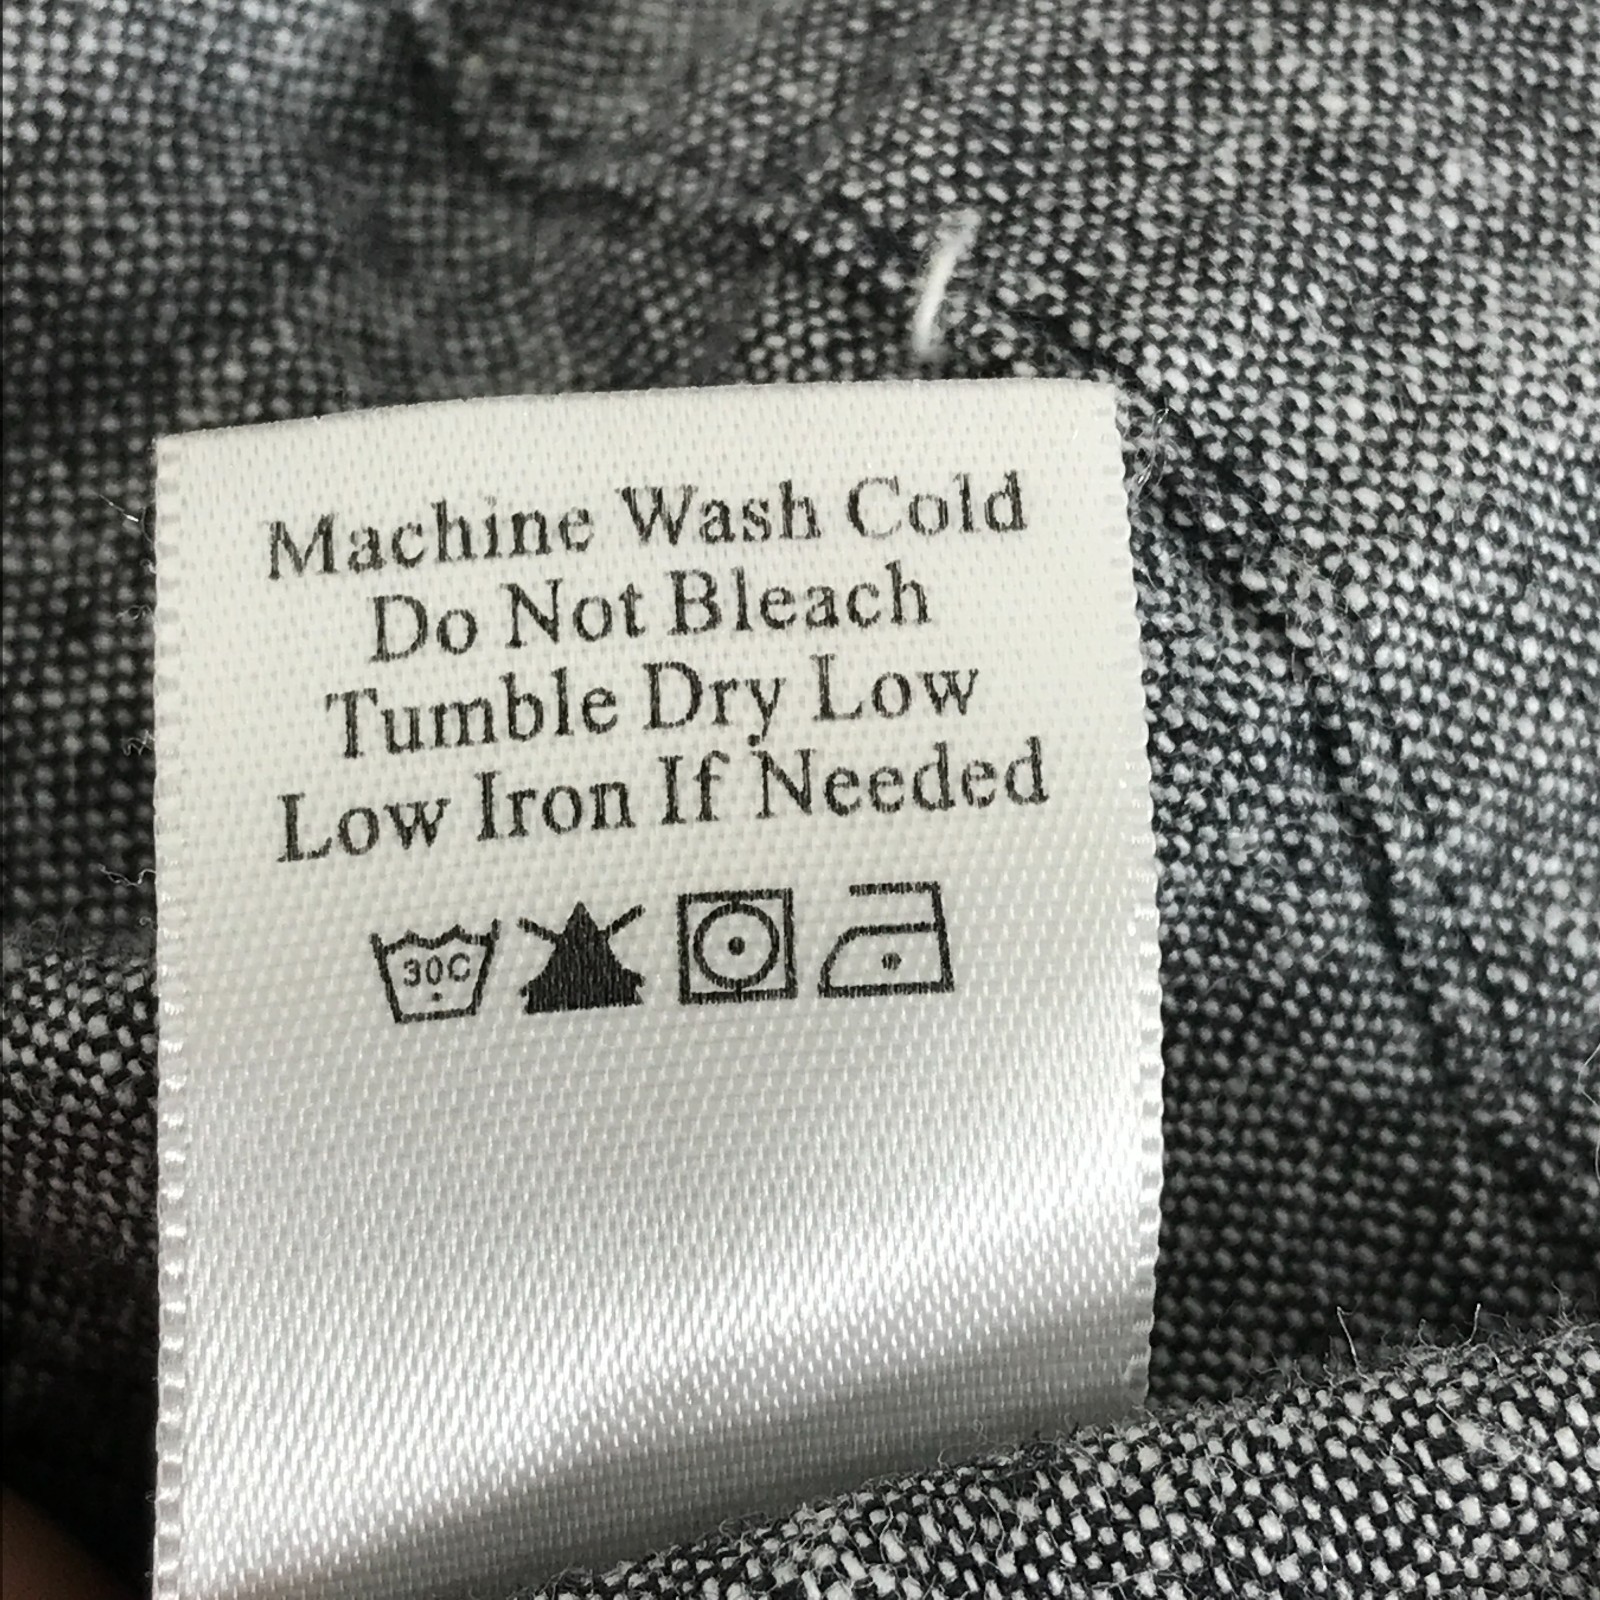 Machine Wash Cold
Do Not Bleach
Tumble Dry Low
Low Iron If Needed
30C